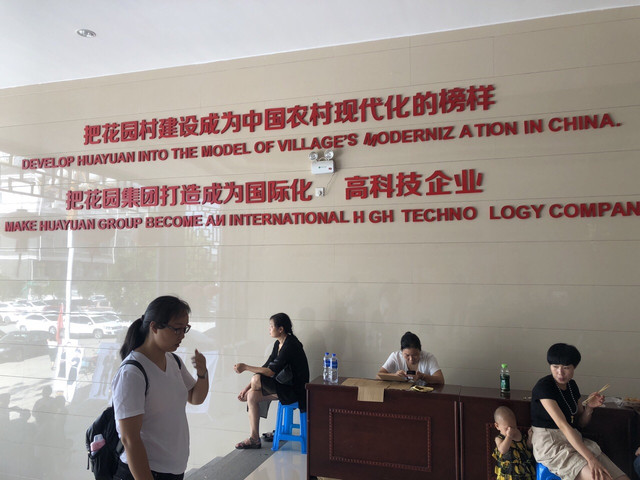 把花园村建设成为中国农村现代化的榜样
DEVELOP HUAYUAN INTO THE MODEL OF VILLAGE'S MODERNIZ A TION IN CHINA.
把花园集团打造成为国际化 高科技企业
MAKE HUAYUAN GROUP BECOME AN INTERNATIONAL H GH TECHNO LOGY COMPAN